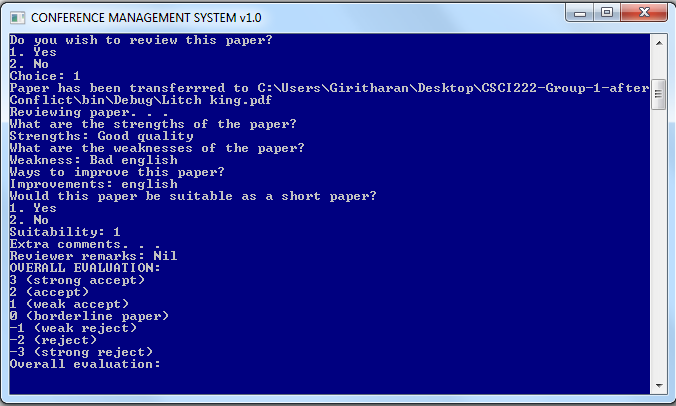 CONFERENCE MANAGEMENT SYSTEM v1.0
Do you wish to review this paper?
1. Yes
2. No
Choice: 1
Paper has been transferrred to C:\Users\Giritharan\Desktop\CSCI222-Group-1-after
Conflict\bin\Debug\Litch king.pdf
Reviewing paper. . .
What are the strengths of the paper?
Strengths: Good quality
What are the weaknesses of the paper?
Weakness: Bad english
Ways to improve this paper?
Improvements: english
Would this paper be suitable as a short paper?
1. Yes
2. No
Suitability: 1
Extra comments. . .
Reviewer remarks: Nil
OVERALL EVALUATION:
3 (strong accept)
2 (accept)
1 (weak accept)
0 (borderline paper)
-1 (weak reject)
-2 (reject)
-3 (strong reject)
Overall evaluation: